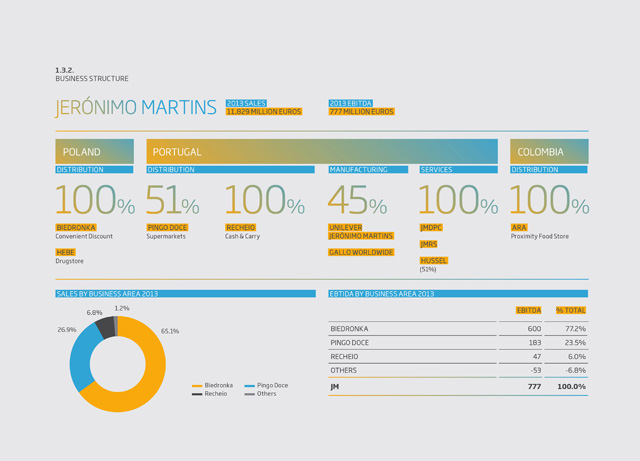 1.3.2.
BUSINESS STRUCTURE
JERÓNIMO MARTINS
2013 SALES
11,829 MILLION EUROS
2013 EBITDA
777 MILLION EUROS
POLAND
PORTUGAL
COLOMBIA
DISTRIBUTION
DISTRIBUTION
MANUFACTURING
SERVICES
DISTRIBUTION
100%
51%
100%
45%
100%
100%
BIEDRONKA
Convenient Discount
HEBE
Drugstore
PINGO DOCE
Supermarkets
RECHEIO
Cash & Carry
UNILEVER
JERÓNIMO MARTINS
GALLO WORLDWIDE
JMDPC
JMRS
HUSSEL
(51%)
ARA
Proximity Food Store
SALES BY BUSINESS AREA 2013
1.2%
6.8%
26.9%
65.1%
Biedronka
Pingo Doce
Recheio
Others
EBTIDA BY BUSINESS AREA 2013
EBITDA % TOTAL
BIEDRONKA 600 77.2%
PINGO DOCE 183 23.5%
RECHEIO 47 6.0%
OTHERS -53 -6.8%
JM 777 100.0%